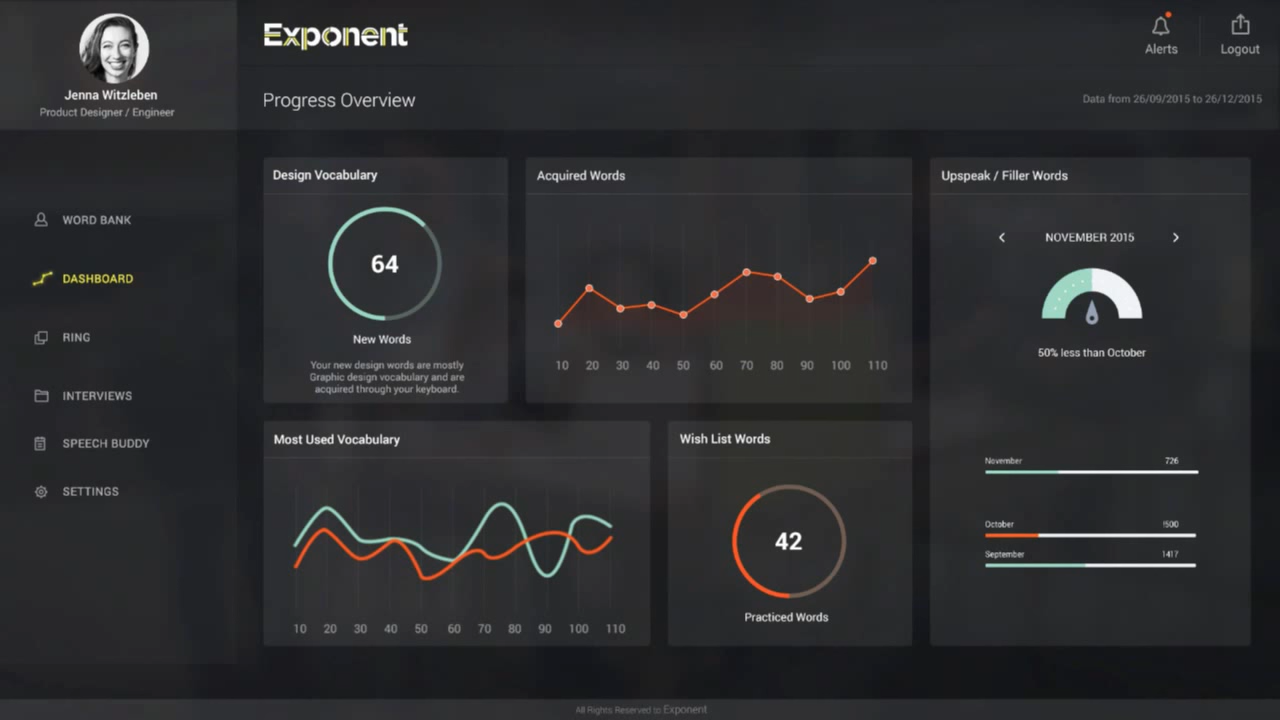 Jenna Witzleben
Product Designer / Engineer
Exponent
Alerts
Logout
Progress Overview
Data from 26/09/2015 to 26/12/2015
WORD BANK
DASHBOARD
RING
INTERVIEWS
SPEECH BUDDY
SETTINGS
Design Vocabulary
64
New Words
Your new design words are mostly
Graphic design vocabulary and are
acquired through your keyboard.
Acquired Words
10 20 30 40 50 60 70 80 90 100 110
Upspeak / Filler Words
NOVEMBER 2015
50% less than October
November 726
October 1500
September 1417
Most Used Vocabulary
10 20 30 40 50 60 70 80 90 100 110
Wish List Words
42
Practiced Words
All Rights Reserved to Exponent